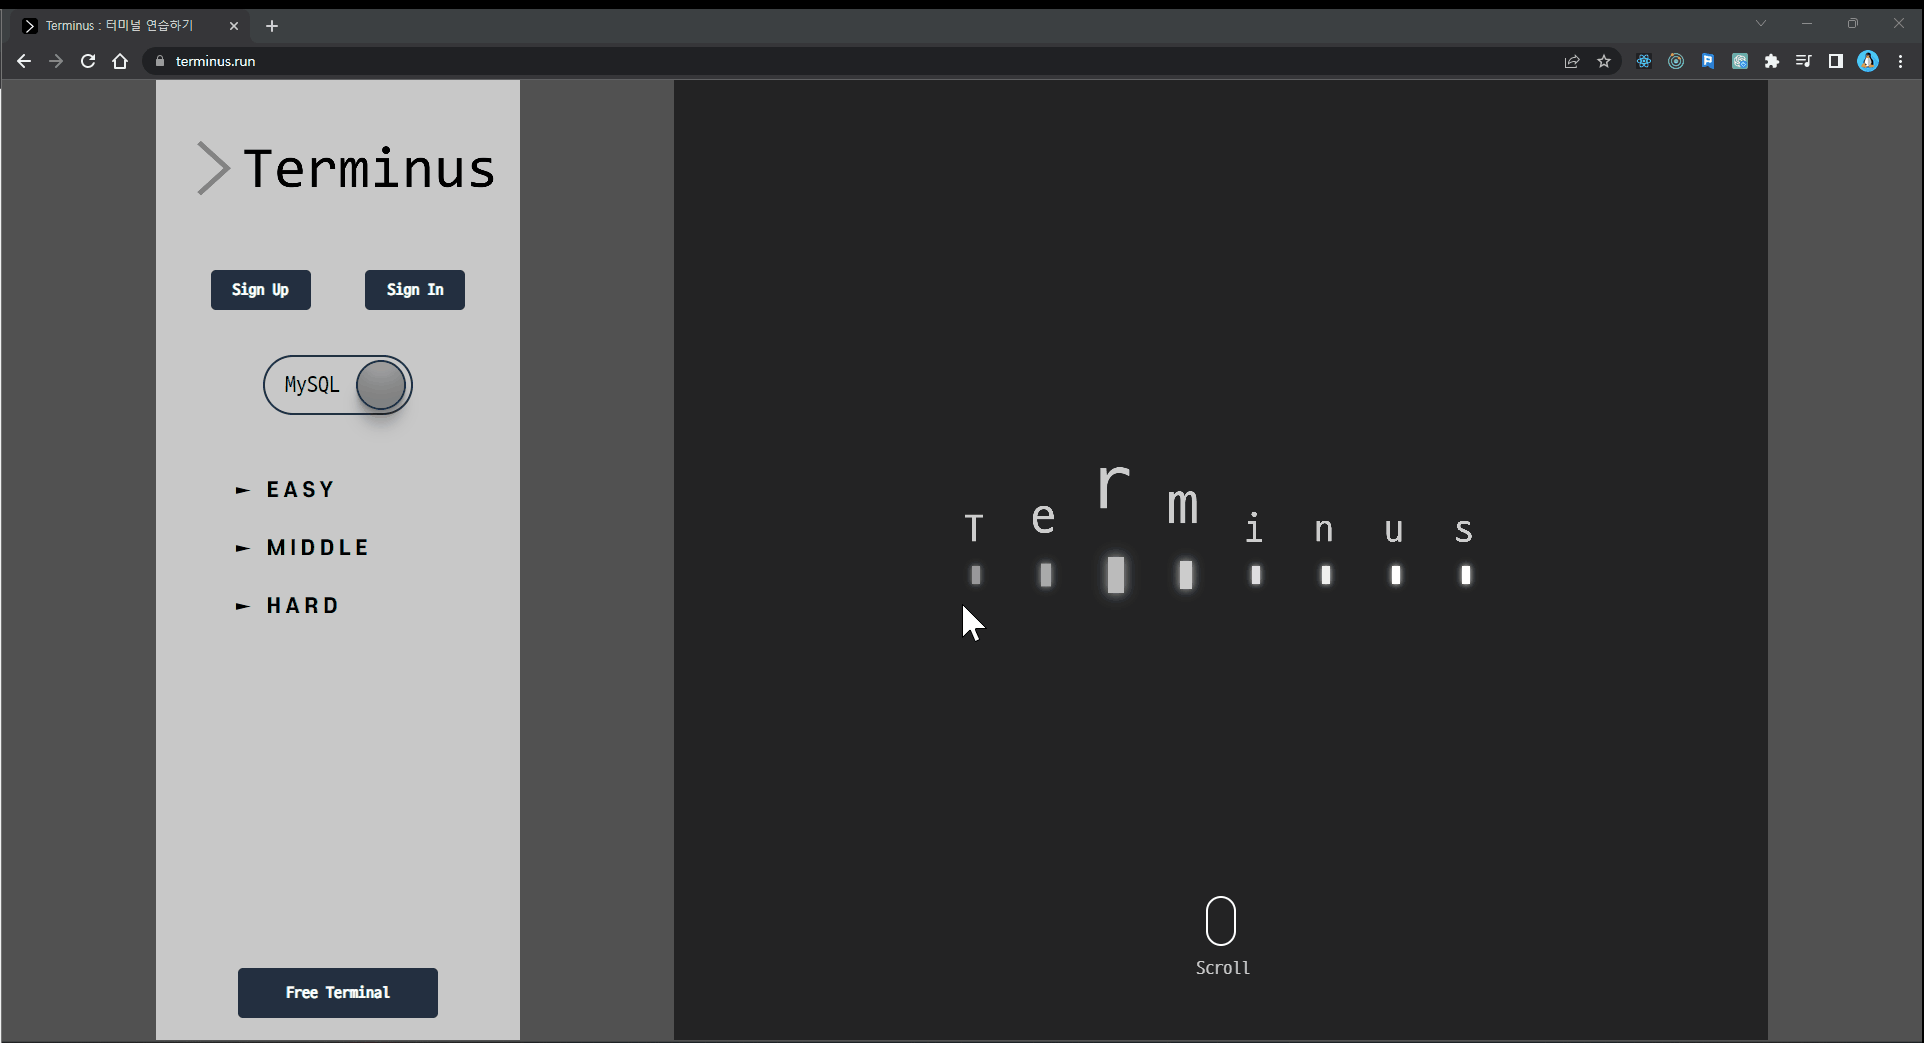 Terminus : 터미널 연습하기
terminus.run
Terminus
Sign Up
Sign In
MySQL
EASY
MIDDLE
HARD
Free Terminal
Terminus
Scroll